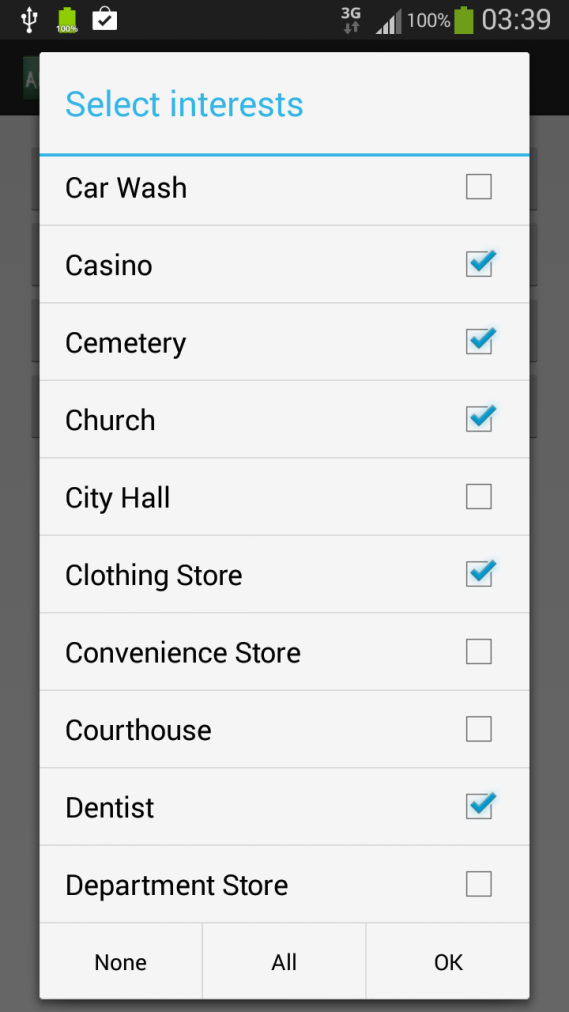 100%
3G
100%
03:39
A
Select interests
Car Wash
Casino
Cemetery
Church
City Hall
Clothing Store
Convenience Store
Courthouse
Dentist
Department Store
None
All
OK